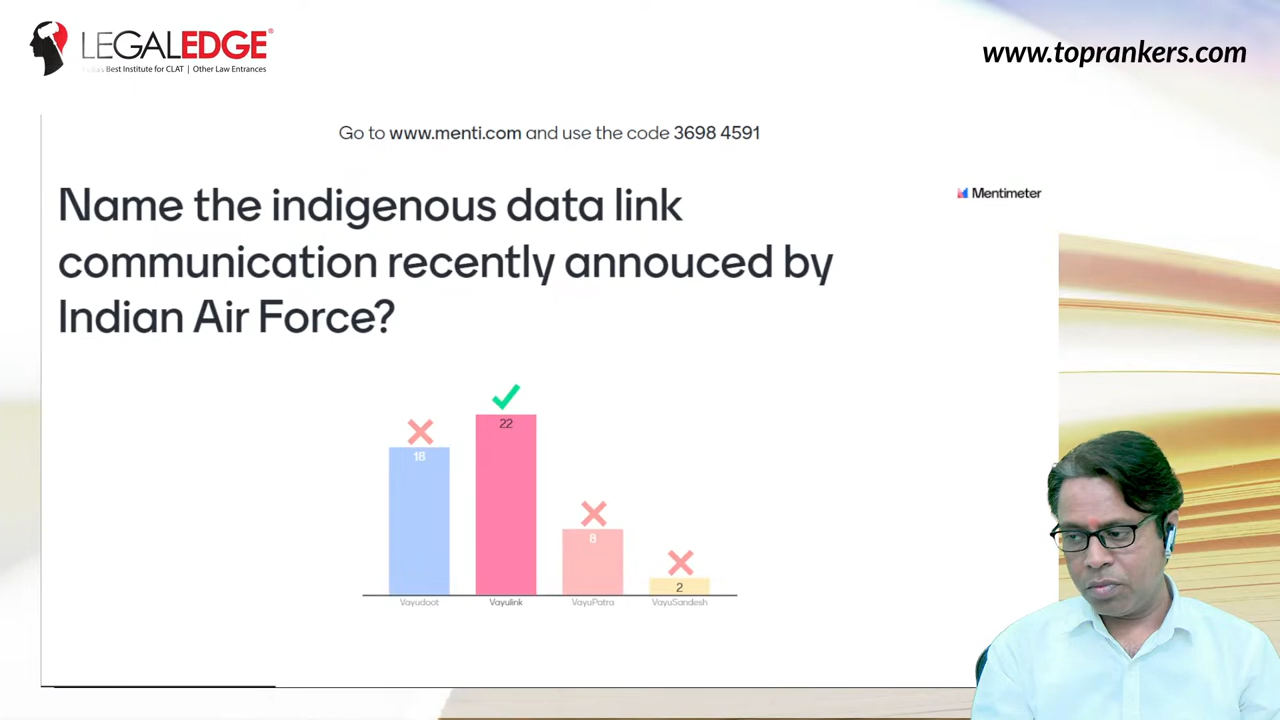 LEGALEDGE®
India's Best Institute for CLAT | Other Law Entrances
www.toprankers.com
Go to www.menti.com and use the code 3698 4591
Name the indigenous data link
communication recently annouced by
Indian Air Force?
Mentimeter
18
22
8
2
Vayudoot
Vayulink
VayuPatra
VayuSandesh